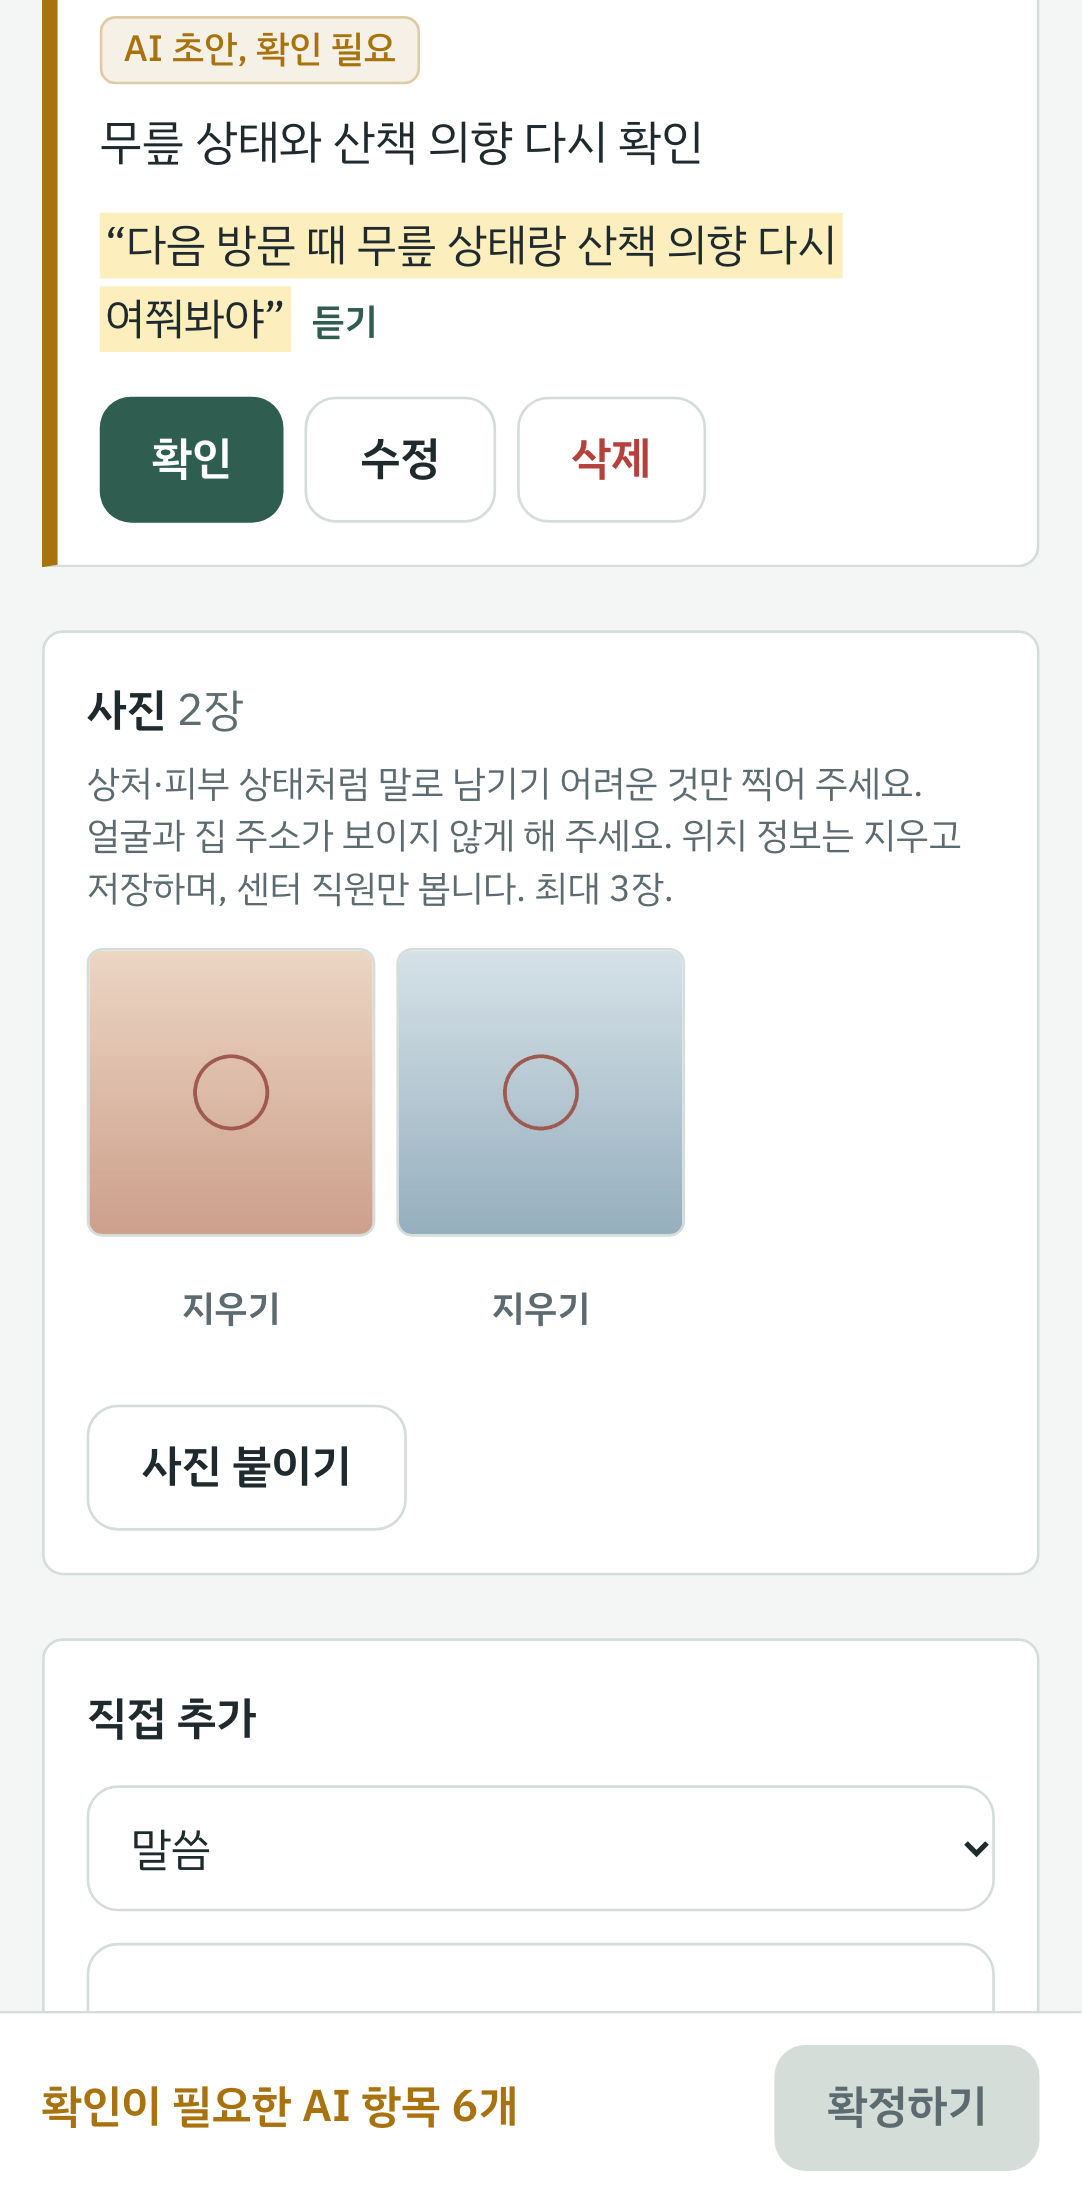 AI 초안, 확인 필요
무릎 상태와 산책 의향 다시 확인
“다음 방문 때 무릎 상태랑 산책 의향 다시
여쭤봐야” 듣기
확인 수정 삭제
사진 2장
상처·피부 상태처럼 말로 남기기 어려운 것만 찍어 주세요.
얼굴과 집 주소가 보이지 않게 해 주세요. 위치 정보는 지우고
저장하며, 센터 직원만 봅니다. 최대 3장.
지우기 지우기
사진 붙이기
직접 추가
말씀
확인이 필요한 AI 항목 6개 확정하기